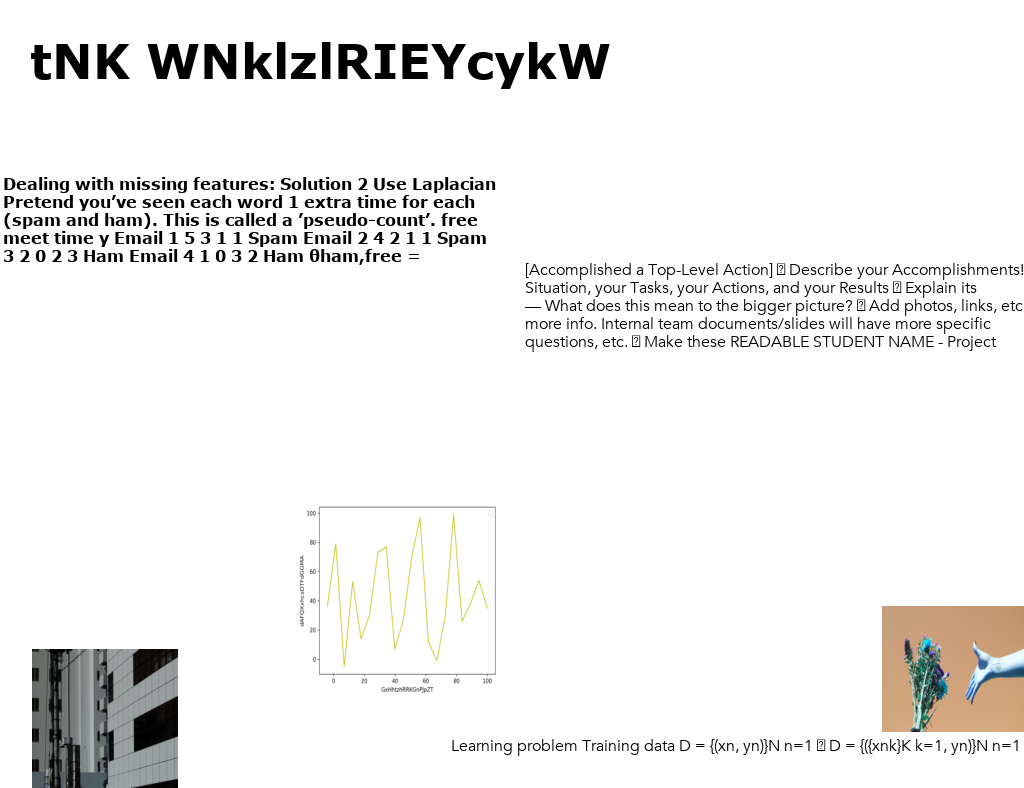 tNK WNklzlRIEYcykW
Dealing with missing features: Solution 2 Use Laplacian
Pretend you’ve seen each word 1 extra time for each
(spam and ham). This is called a ’pseudo-count’. free
meet time y Email 1 5 3 1 1 Spam Email 2 4 2 1 1 Spam
3 2 0 2 3 Ham Email 4 1 0 3 2 Ham θham,free =
[Accomplished a Top-Level Action] ⍰ Describe your Accomplishments!
Situation, your Tasks, your Actions, and your Results ⍰ Explain its
— What does this mean to the bigger picture? ⍰ Add photos, links, etc
more info. Internal team documents/slides will have more specific
questions, etc. ⍰ Make these READABLE STUDENT NAME - Project
100
80
60
40
20
0
dAFQXxhcsDTFdGGMA
0 20 40 60 80 100
GxHhtzhRRKGnPJpZT
Learning problem Training data D = {(xn, yn)}N n=1 ⍰ D = {({xnk}K k=1, yn)}N n=1